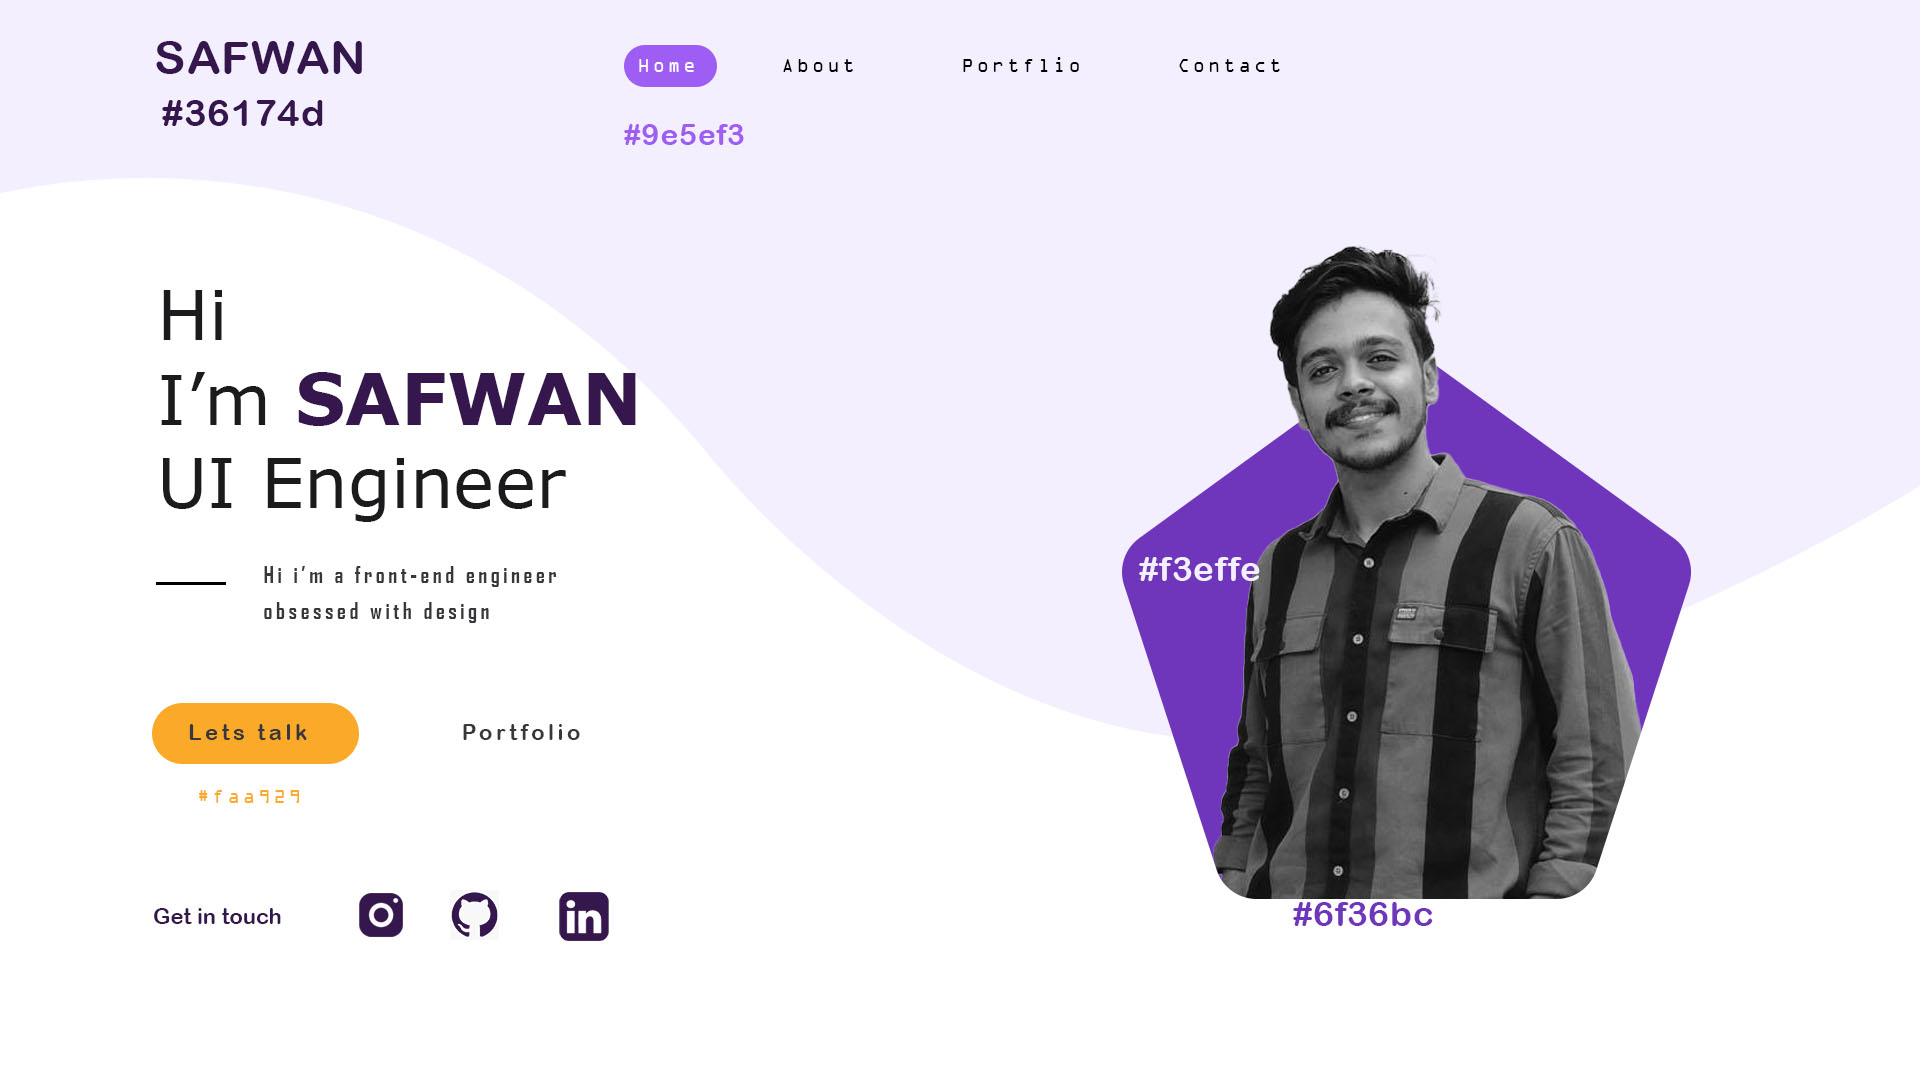 SAFWAN
#36174d
Home
About
Portflio
Contact
#9e5ef3
Hi
I’m SAFWAN
UI Engineer
Hi i’m a front-end engineer
obsessed with design
#f3effe
Lets talk
Portfolio
#faa929
Get in touch
in
#6f36bc